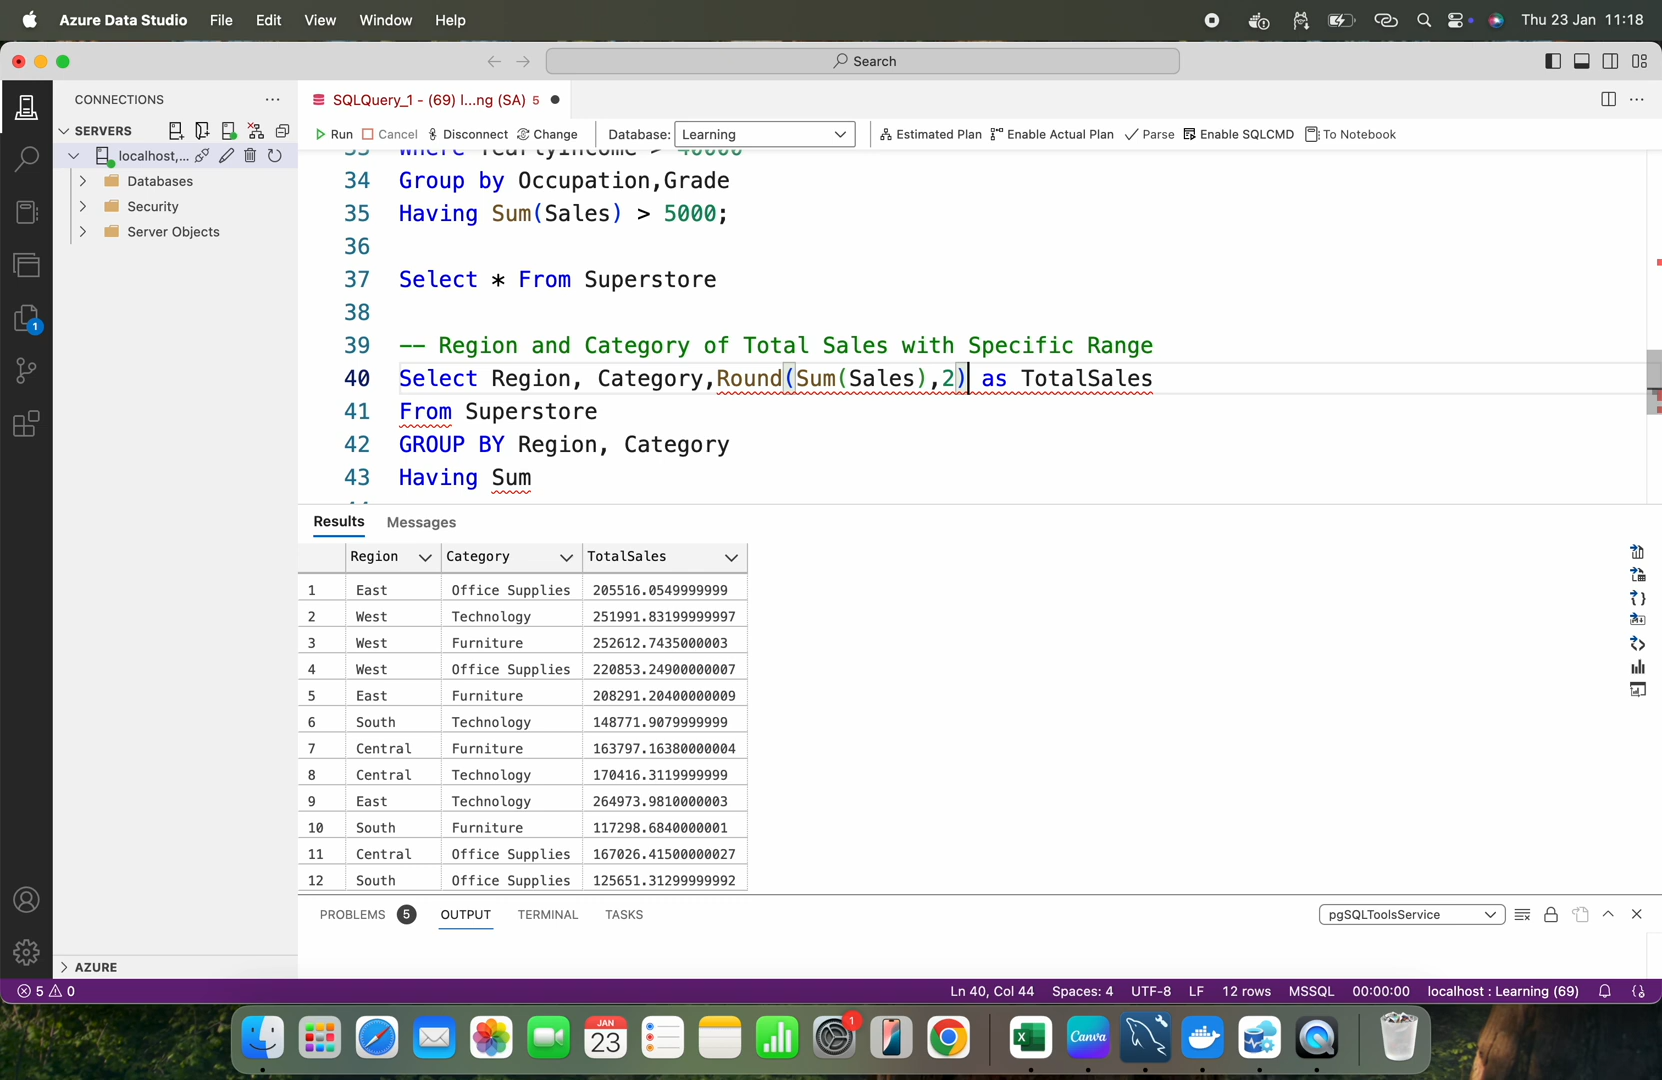 Azure Data Studio File Edit View Window Help Thu 23 Jan 11:18
Search
CONNECTIONS
SQLQuery_1 - (69) l...ng (SA) 5
SERVERS
Run Cancel Disconnect Change Database: Learning Estimated Plan Enable Actual Plan Parse Enable SQLCMD To Notebook
localhost,...
Databases
Security
Server Objects
33 Where YearlyIncome > 40000
34 Group by Occupation,Grade
35 Having Sum(Sales) > 5000;
36
37 Select * From Superstore
38
39 -- Region and Category of Total Sales with Specific Range
40 Select Region, Category,Round(Sum(Sales),2) as TotalSales
41 From Superstore
42 GROUP BY Region, Category
43 Having Sum
1
Results Messages
Region Category TotalSales
1 East Office Supplies 205516.0549999999
2 West Technology 251991.83199999997
3 West Furniture 252612.7435000003
4 West Office Supplies 220853.24900000007
5 East Furniture 208291.20400000009
6 South Technology 148771.9079999999
7 Central Furniture 163797.16380000004
8 Central Technology 170416.3119999999
9 East Technology 264973.9810000003
10 South Furniture 117298.6840000001
11 Central Office Supplies 167026.41500000027
12 South Office Supplies 125651.31299999992
PROBLEMS 5 OUTPUT TERMINAL TASKS pgSQLToolsService
AZURE
5 0 Ln 40, Col 44 Spaces: 4 UTF-8 LF 12 rows MSSQL 00:00:00 localhost : Learning (69)
JAN
23
1
Canva